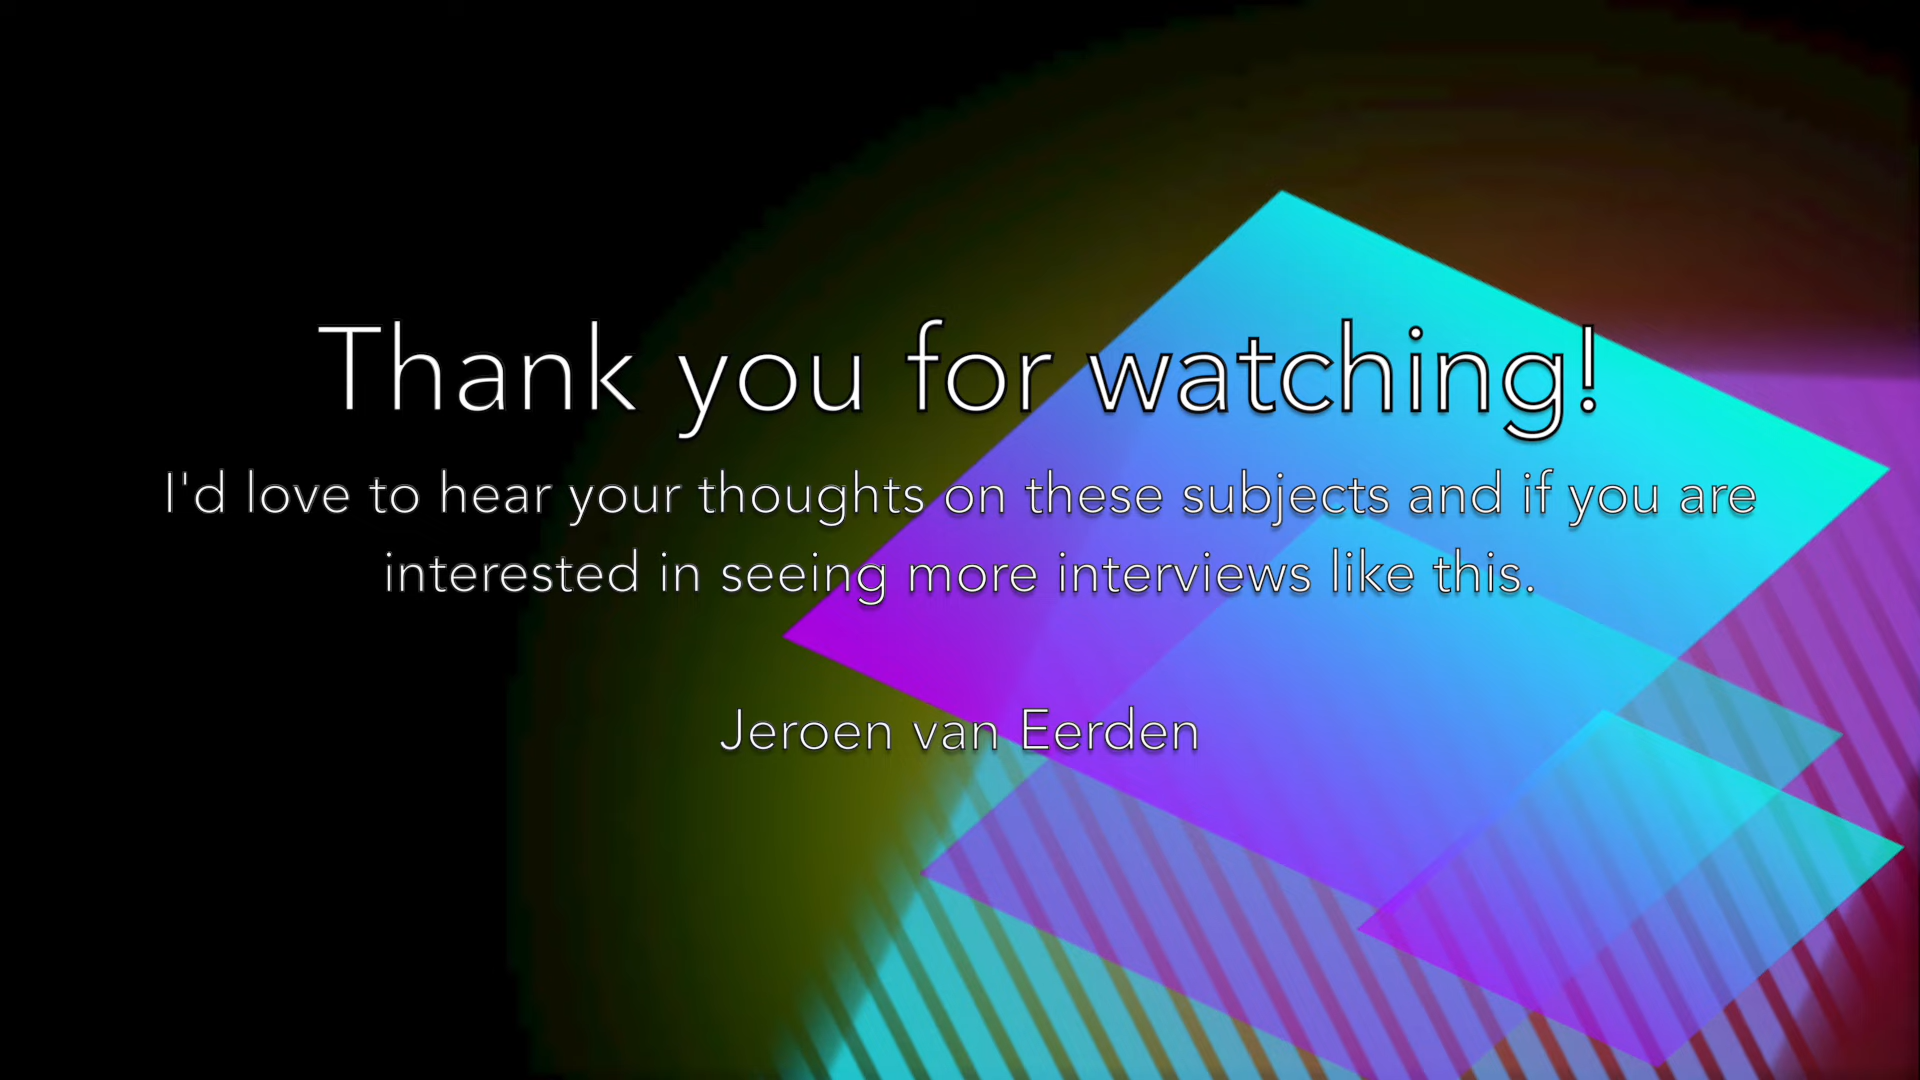 Thank you for watching!
I'd love to hear your thoughts on these subjects and if you are
interested in seeing more interviews like this.
Jeroen van Eerden